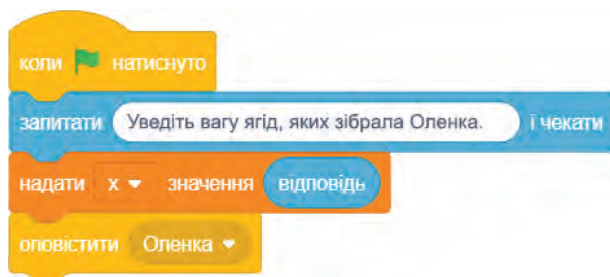 коли натиснуто
запитати Уведіть вагу ягід, яких зібрала Оленка. і чекати
надати х значення відповідь
оповістити Оленка